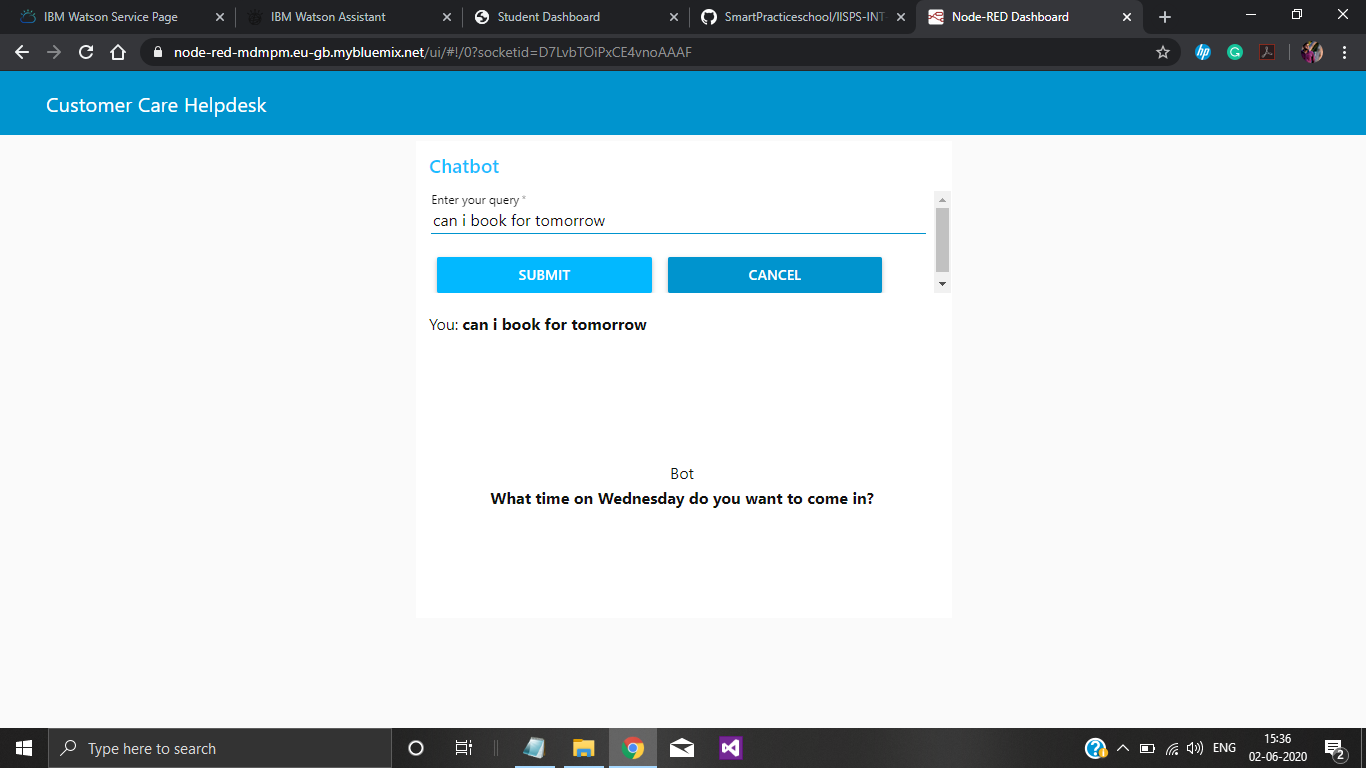 IBM Watson Service Page
IBM Watson Assistant
Student Dashboard
SmartPracticeschool/IISPS-INT
Node-RED Dashboard
node-red-mdmpm.eu-gb.mybluemix.net/ui/#!/0?socketid=D7LvbTOiPxCE4vnoAAAF
Customer Care Helpdesk
Chatbot
Enter your query *
can i book for tomorrow
SUBMIT CANCEL
You: can i book for tomorrow
Bot
What time on Wednesday do you want to come in?
Type here to search
ENG
15:36
02-06-2020
2